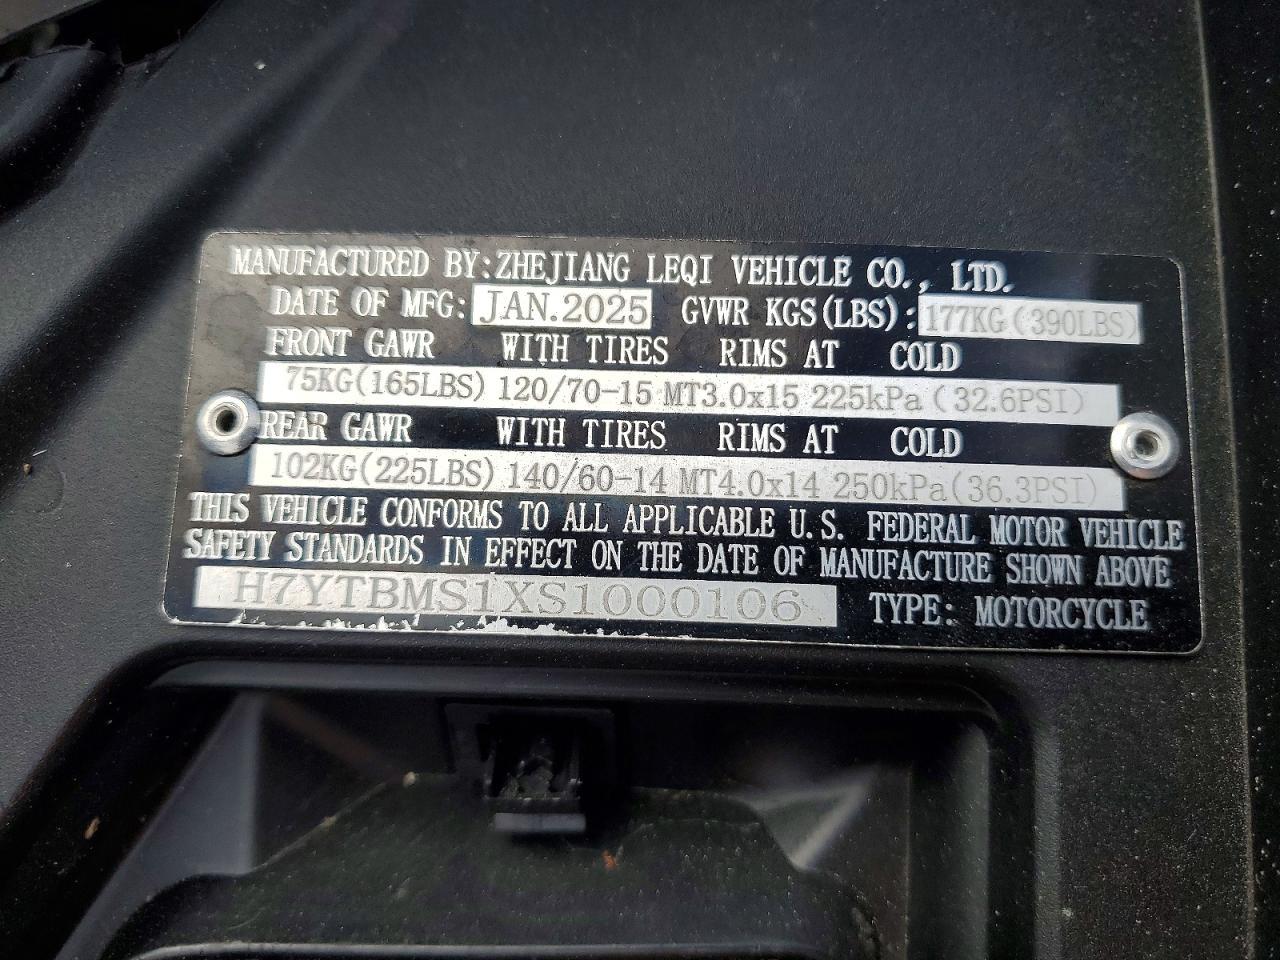 MANUFACTURED BY:ZHEJIANG LEQI VEHICLE CO., LTD.
DATE OF MFG: JAN.2025 GVWR KGS(LBS): 177KG(390LBS)
FRONT GAWR WITH TIRES RIMS AT COLD
75KG(165LBS) 120/70-15 MT3.0x15 225kPa (32.6PSI)
REAR GAWR WITH TIRES RIMS AT COLD
102KG(225LBS) 140/60-14 MT4.0x14 250kPa(36.3PSI)
THIS VEHICLE CONFORMS TO ALL APPLICABLE U.S. FEDERAL MOTOR VEHICLE
SAFETY STANDARDS IN EFFECT ON THE DATE OF MANUFACTURE SHOWN ABOVE
H7YTBMS1XS1000106 TYPE: MOTORCYCLE